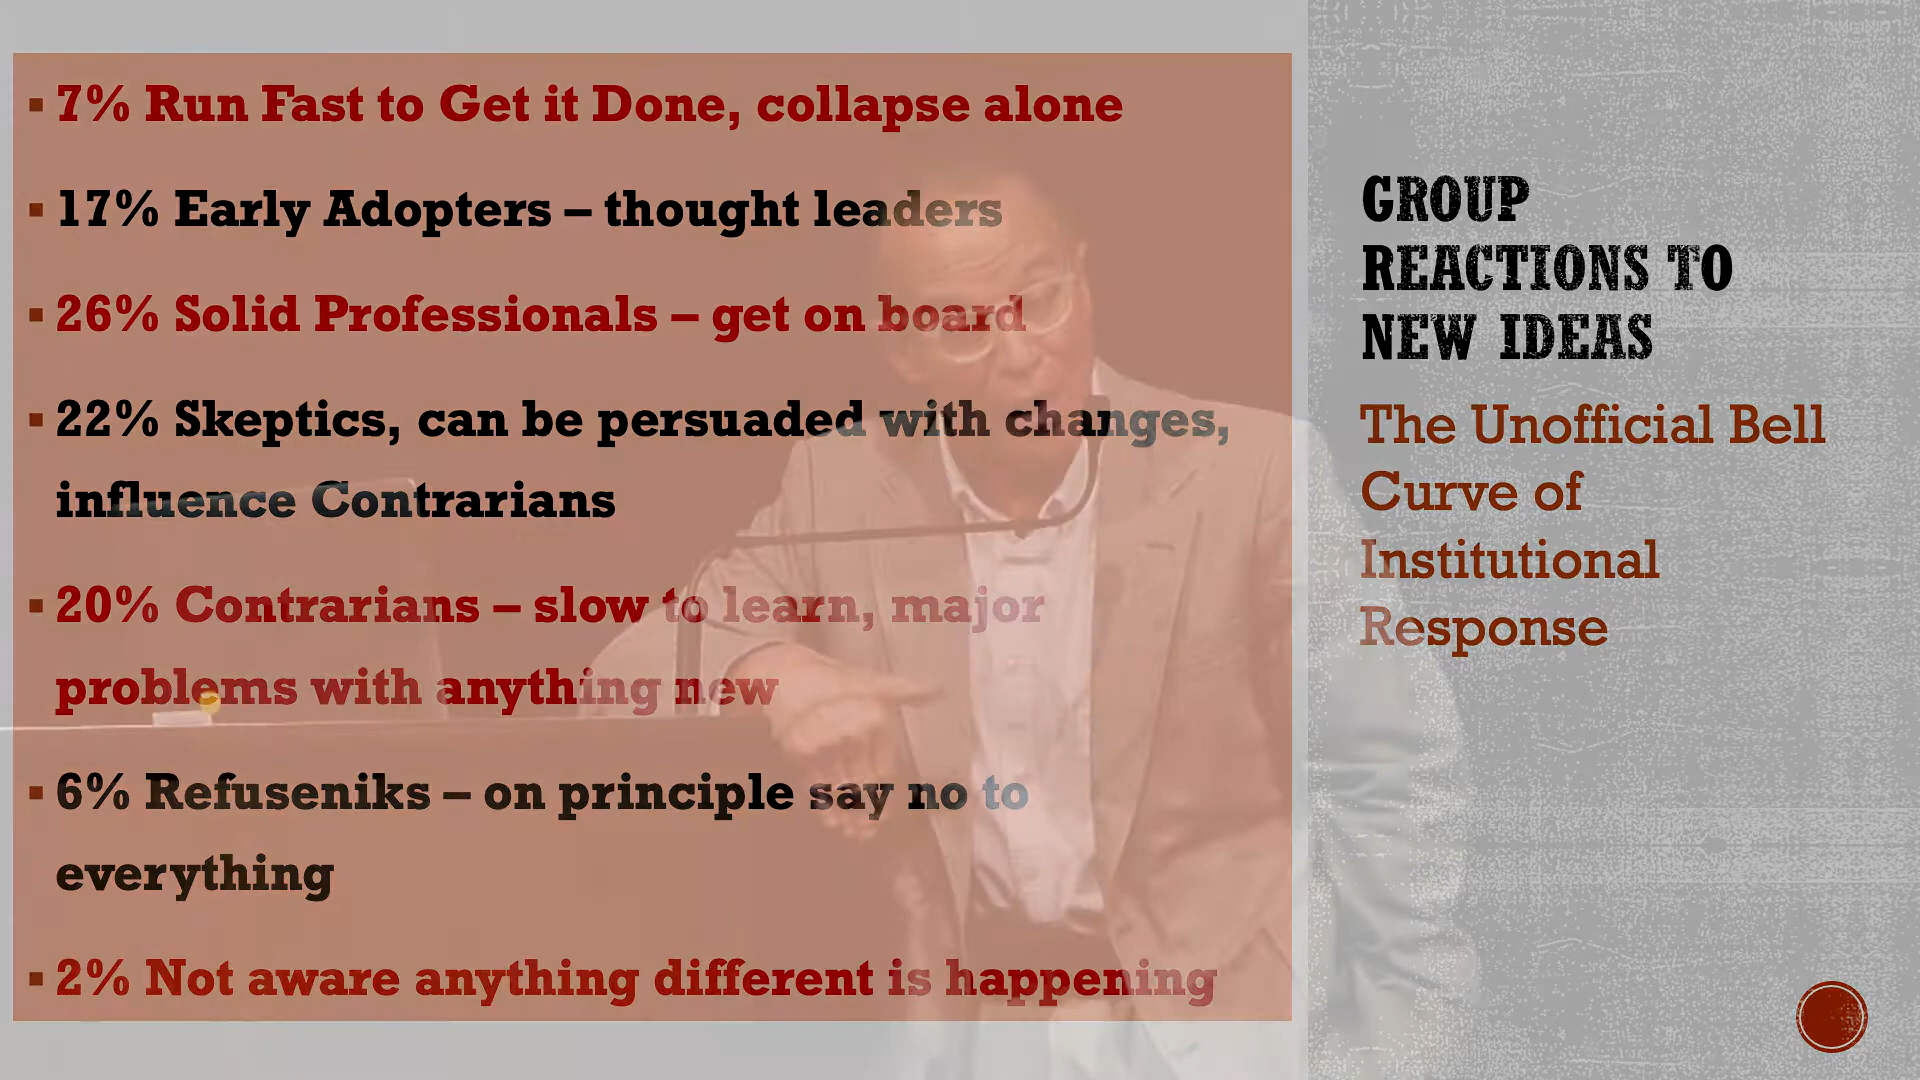 7% Run Fast to Get it Done, collapse alone
17% Early Adopters – thought leaders
26% Solid Professionals – get on board
22% Skeptics, can be persuaded with changes,
influence Contrarians
20% Contrarians – slow to learn, major
problems with anything new
6% Refuseniks – on principle say no to
everything
2% Not aware anything different is happening
GROUP
REACTIONS TO
NEW IDEAS
The Unofficial Bell
Curve of
Institutional
Response